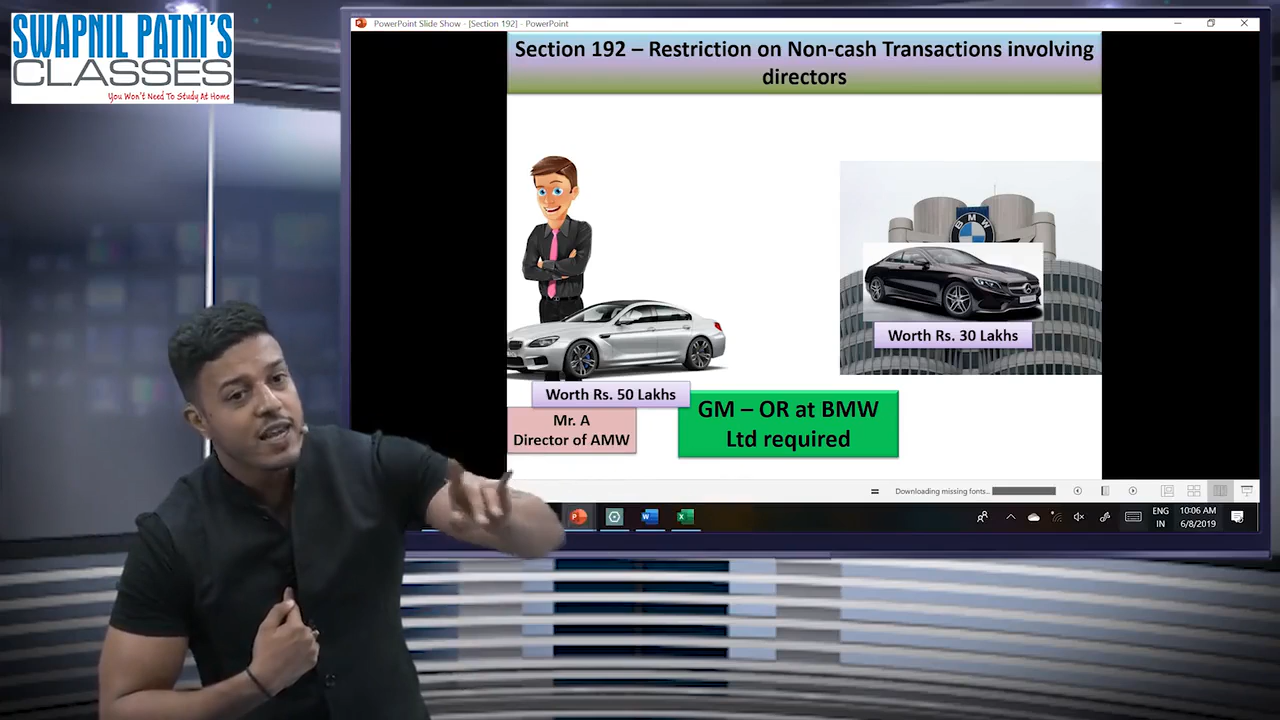 SWAPNIL PATNI'S
CLASSES
You Won't Need To Study At Home
PowerPoint Slide Show - [Section 192] - PowerPoint
Section 192 – Restriction on Non-cash Transactions involving
directors
BMW
Worth Rs. 30 Lakhs
Worth Rs. 50 Lakhs
Mr. A
Director of AMW
GM – OR at BMW
Ltd required
Downloading missing fonts...
ENG
IN
10:06 AM
6/8/2019